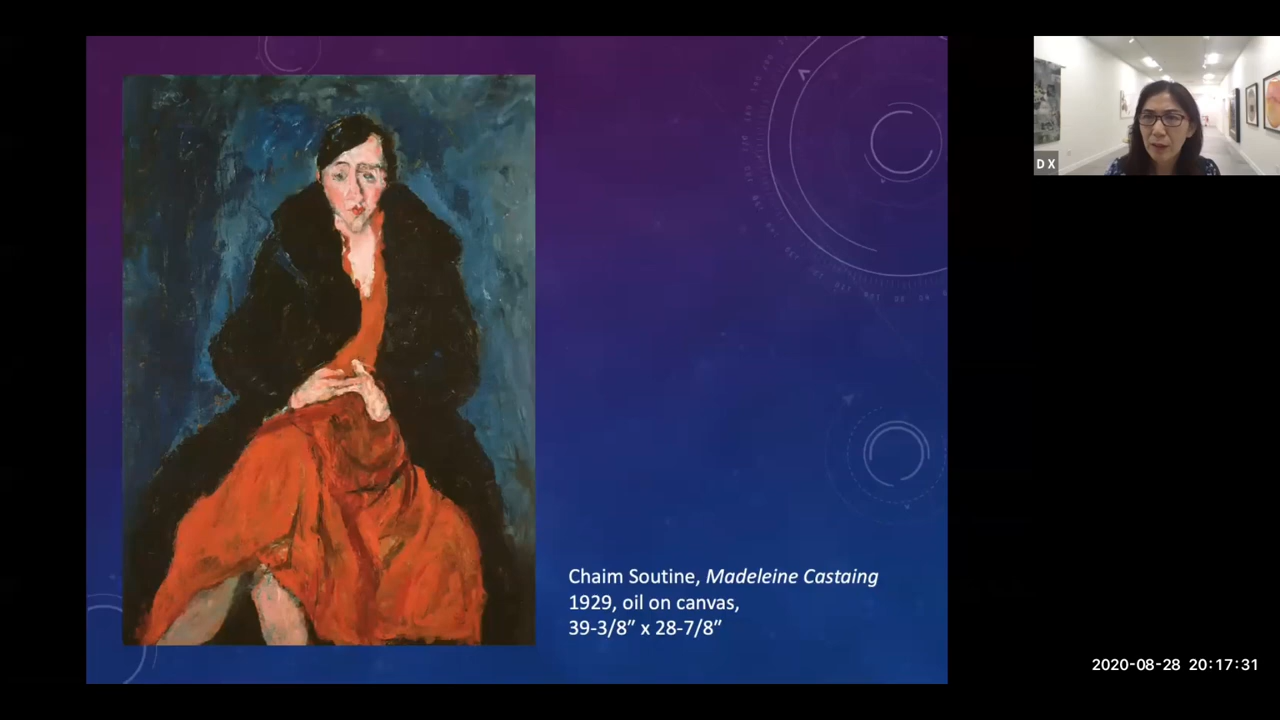 D X
Chaim Soutine, Madeleine Castaing
1929, oil on canvas,
39-3/8” x 28-7/8”
2020-08-28 20:17:31